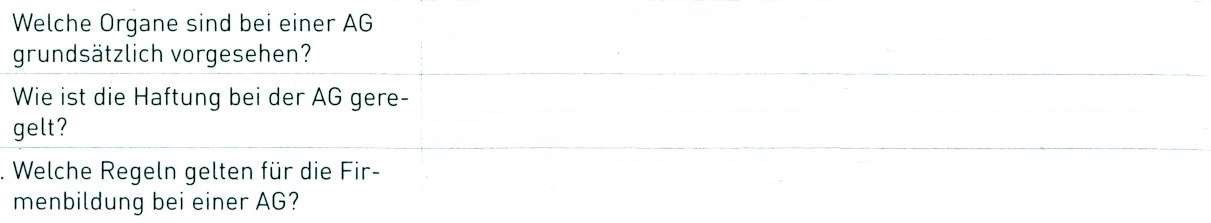 Welche Organe sind bei einer AG
grundsätzlich vorgesehen?
Wie ist die Haftung bei der AG gere-
gelt?
. Welche Regeln gelten für die Fir-
menbildung bei einer AG?